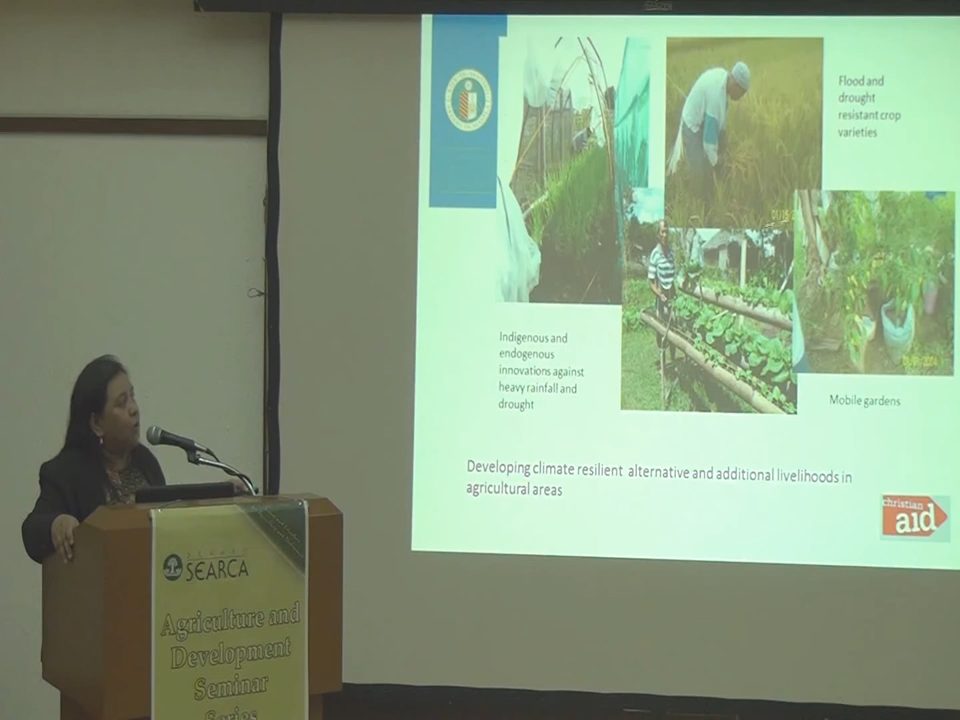 Flood and
drought
resistant crop
varieties
Indigenous and
endogenous
innovations against
heavy rainfall and
drought
Mobile gardens
Developing climate resilient alternative and additional livelihoods in
agricultural areas
christian
aid
SEARCA
Agriculture and
Development
Seminar
Series